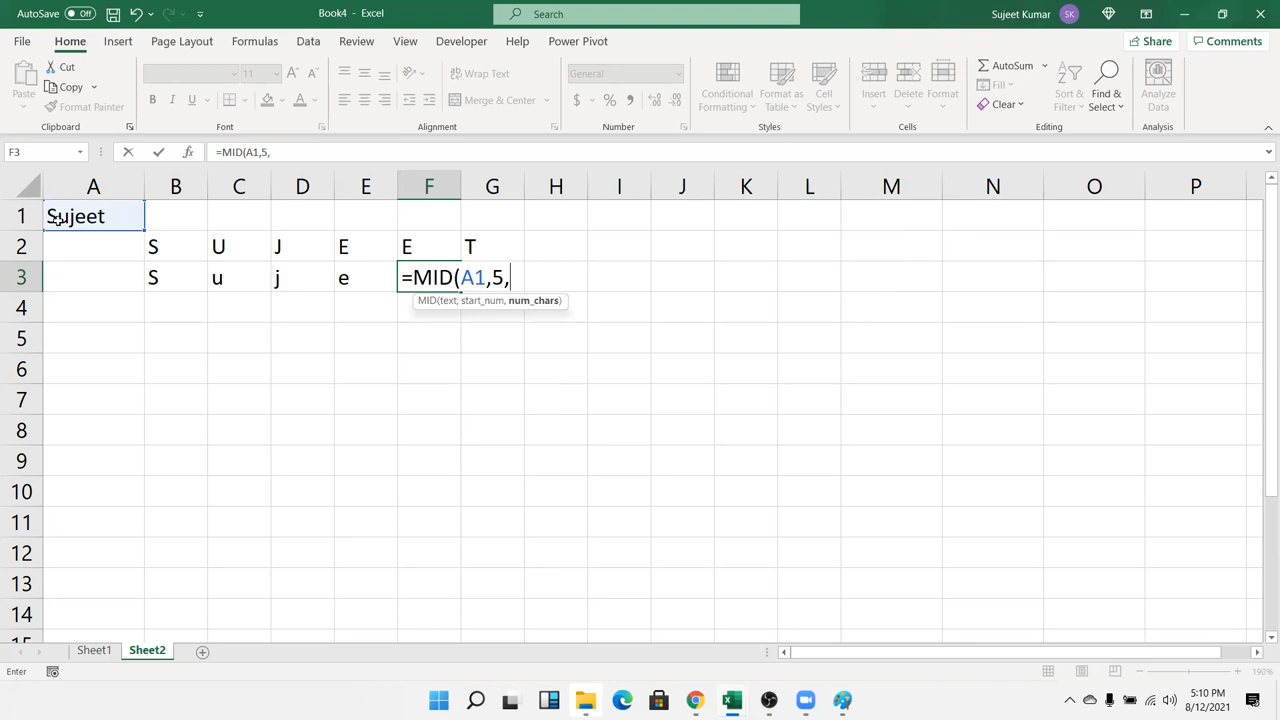 AutoSave Off Book4 - Excel Search Sujeet Kumar SK
File Home Insert Page Layout Formulas Data Review View Developer Help Power Pivot Share Comments
Paste Cut Copy Format Painter
B I U
Wrap Text
Merge & Center
General
$ % ,
Conditional Formatting Format as Table Cell Styles
Insert Delete Format
AutoSum Fill Clear
Sort & Filter Find & Select
Analyze Data
Clipboard Font Alignment Number Styles Cells Editing Analysis
F3 fx =MID(A1,5,
A B C D E F G H I J K L M N O P
1 Sujeet
2 S U J E E T
3 S u j e =MID(A1,5,
MID(text, start_num, num_chars)
4
5
6
7
8
9
10
11
12
13
14
15
Sheet1 Sheet2
Enter 190%
5:10 PM
8/12/2021